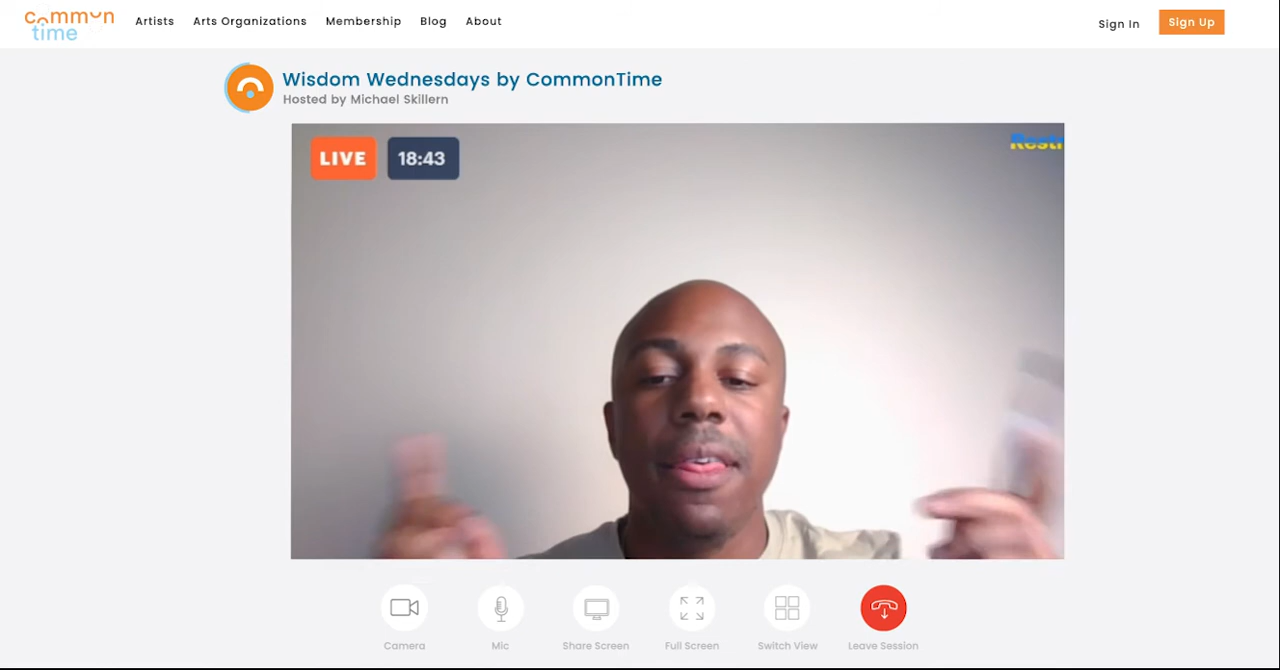 common
time
Artists
Arts Organizations
Membership
Blog
About
Sign In
Sign Up
Wisdom Wednesdays by CommonTime
Hosted by Michael Skillern
LIVE
18:43
Camera
Mic
Share Screen
Full Screen
Switch View
Leave Session